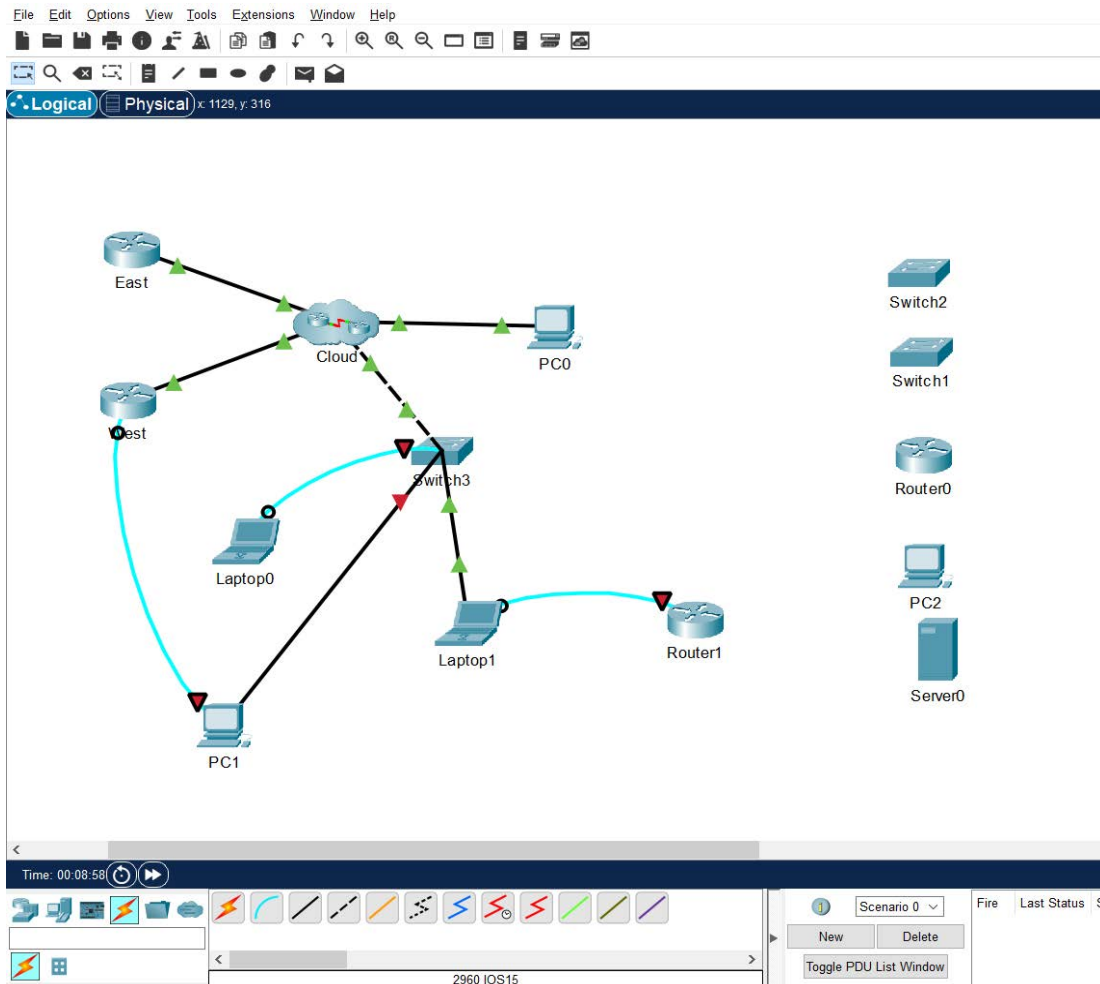 File Edit Options View Tools Extensions Window Help
Logical Physical x: 1129, y: 316
East
Switch2
Cloud
PC0
Switch1
West
Switch3
Router0
Laptop0
PC2
Laptop1
Router1
Server0
PC1
Time: 00:08:58
Scenario 0
Fire Last Status S
New Delete
Toggle PDU List Window
2960 IOS15